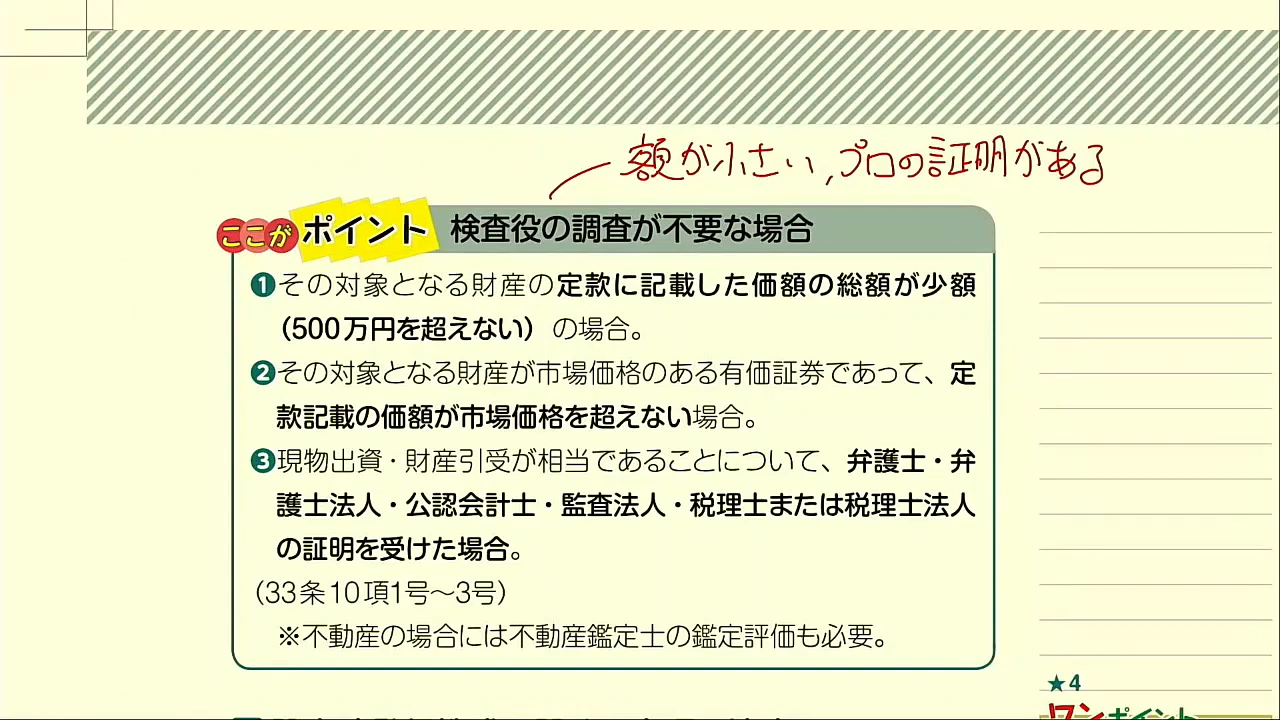 額が小さい,プロの証明がある
ここが ポイント 検査役の調査が不要な場合
❶その対象となる財産の定款に記載した価額の総額が少額
(500万円を超えない)の場合。
❷その対象となる財産が市場価格のある有価証券であって、定
款記載の価額が市場価格を超えない場合。
❸現物出資・財産引受が相当であることについて、弁護士・弁
護士法人・公認会計士・監査法人・税理士または税理士法人
の証明を受けた場合。
(33条10項1号〜3号)
※不動産の場合には不動産鑑定士の鑑定評価も必要。
★4
ワンポイント